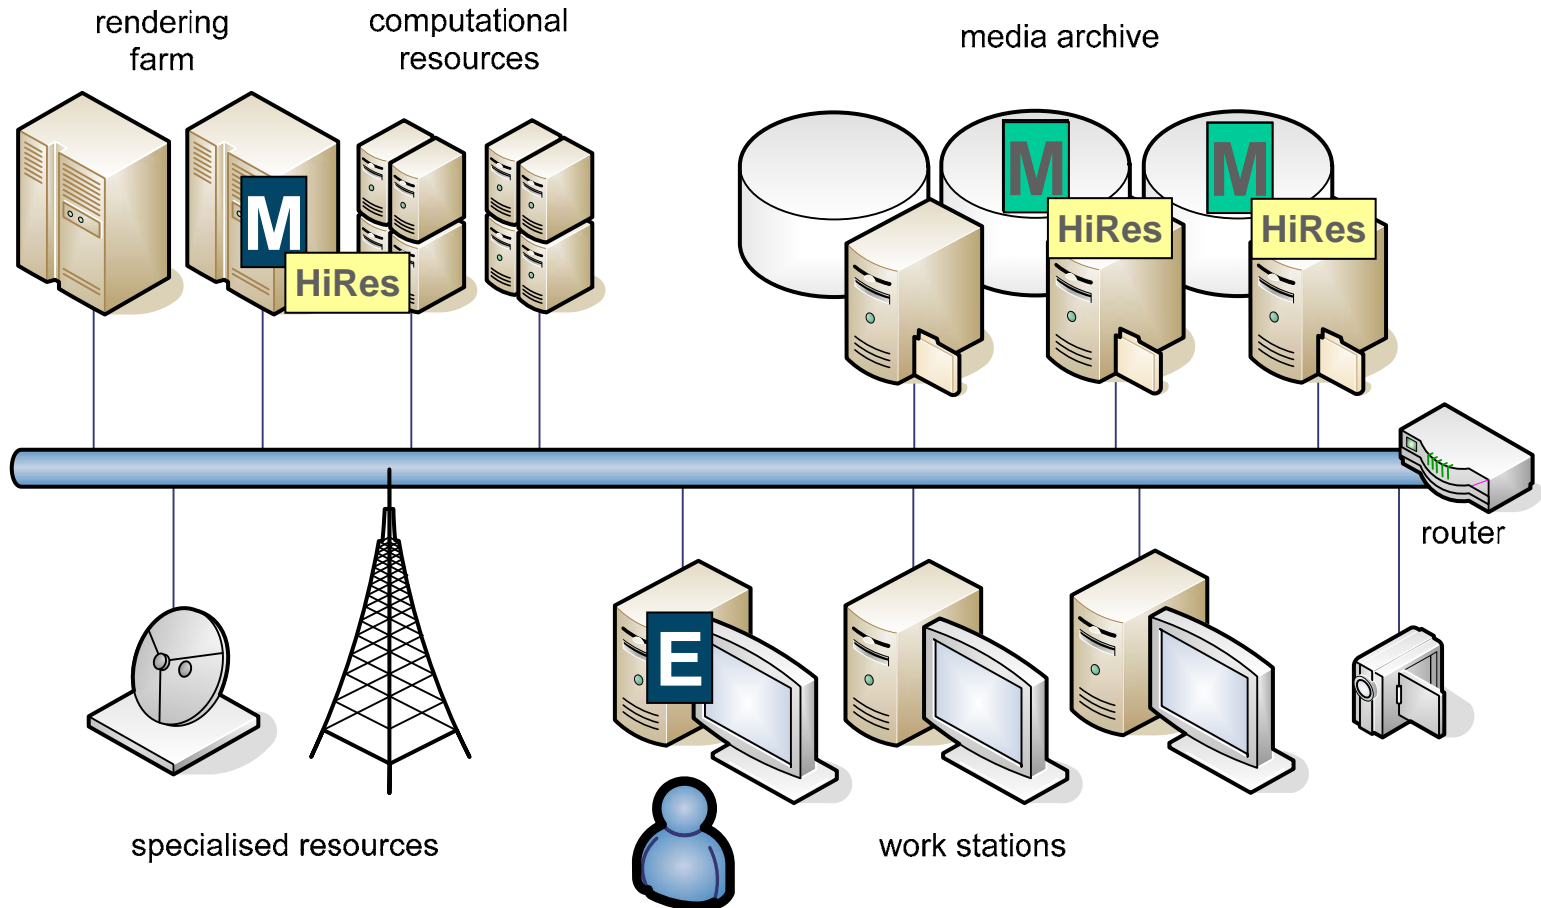 rendering
farm
computational
resources
media archive
M
HiRes
M
HiRes
M
HiRes
router
E
specialised resources
work stations